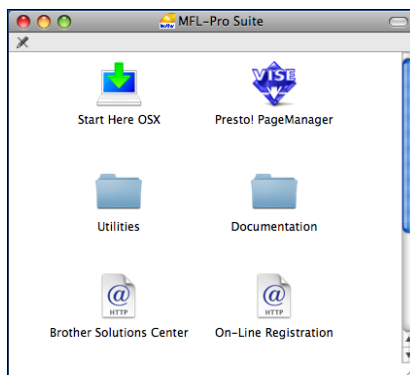 MFL-Pro Suite
VISE
Start Here OSX
Presto! PageManager
Utilities
Documentation
@
HTTP
@
HTTP
Brother Solutions Center
On-Line Registration